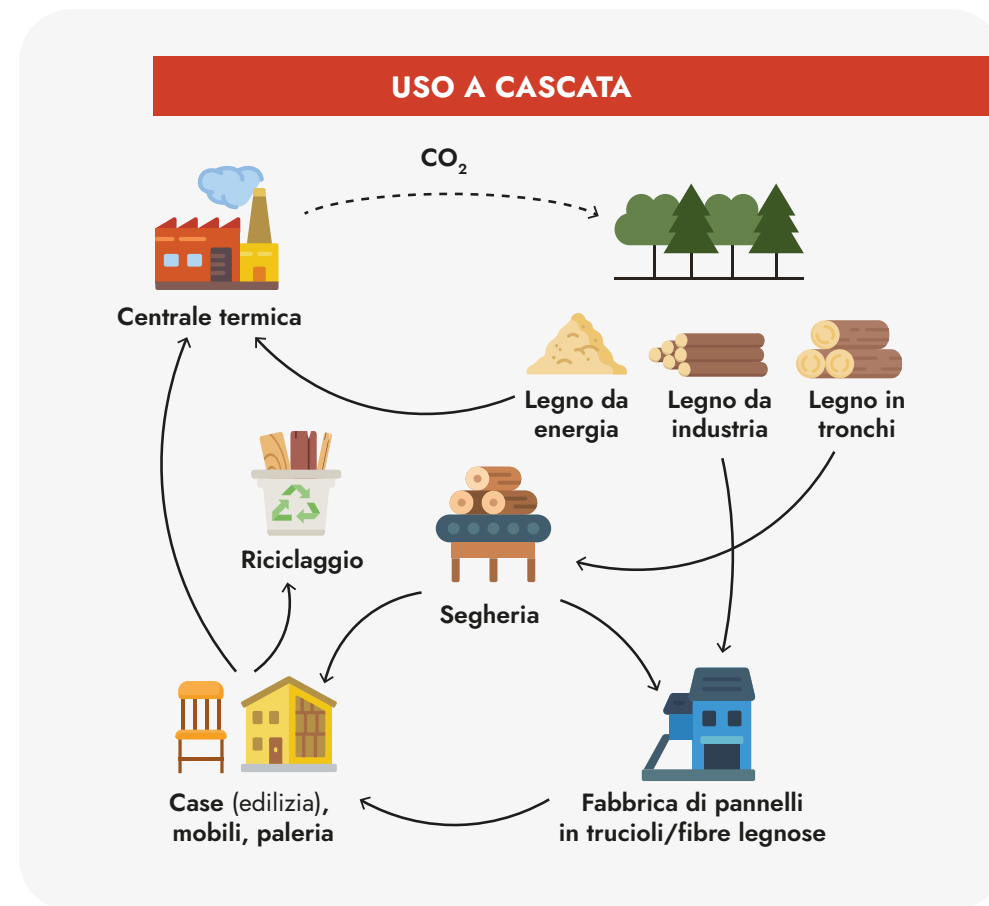 USO A CASCATA
CO₂
Centrale termica
Legno da
energia
Legno da
industria
Legno in
tronchi
Riciclaggio
Segheria
Case (edilizia),
mobili, paleria
Fabbrica di pannelli
in trucioli/fibre legnose